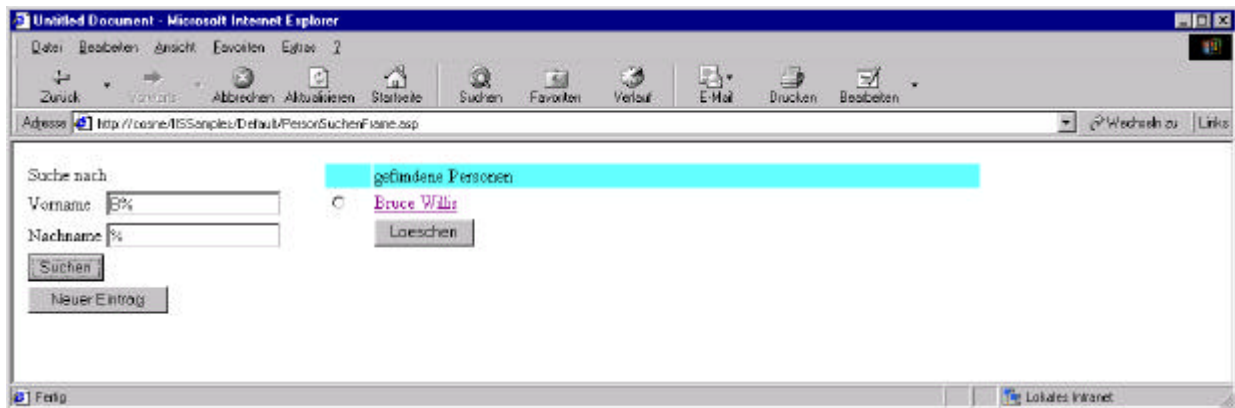 Untitled Document - Microsoft Internet Explorer
Datei Bearbeiten Ansicht Favoriten Extras ?
Zurück Vorwärts Abbrechen Aktualisieren Startseite Suchen Favoriten Verlauf E-Mail Drucken Bearbeiten
Adresse http://cosne/IISSamples/Default/PersonSuchenFrame.asp Wechseln zu Links
Suche nach
Vorname B%
Nachname %
Suchen
Neuer Eintrag
gefundene Personen
Bruce Willis
Loeschen
Fertig Lokales Intranet